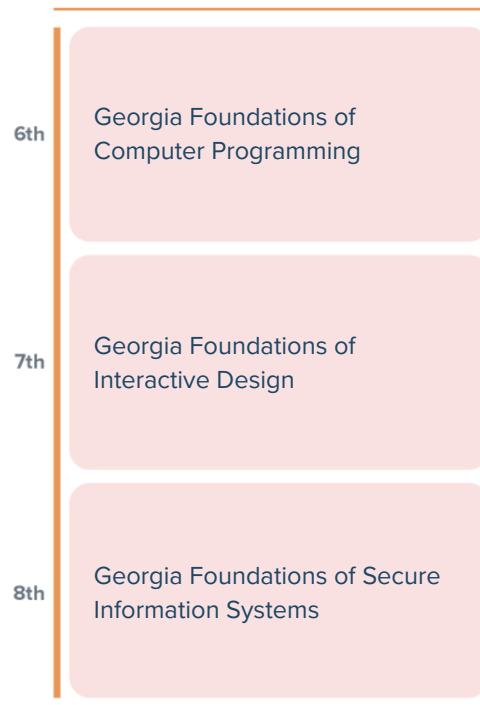 6th
Georgia Foundations of
Computer Programming
7th
Georgia Foundations of
Interactive Design
8th
Georgia Foundations of Secure
Information Systems